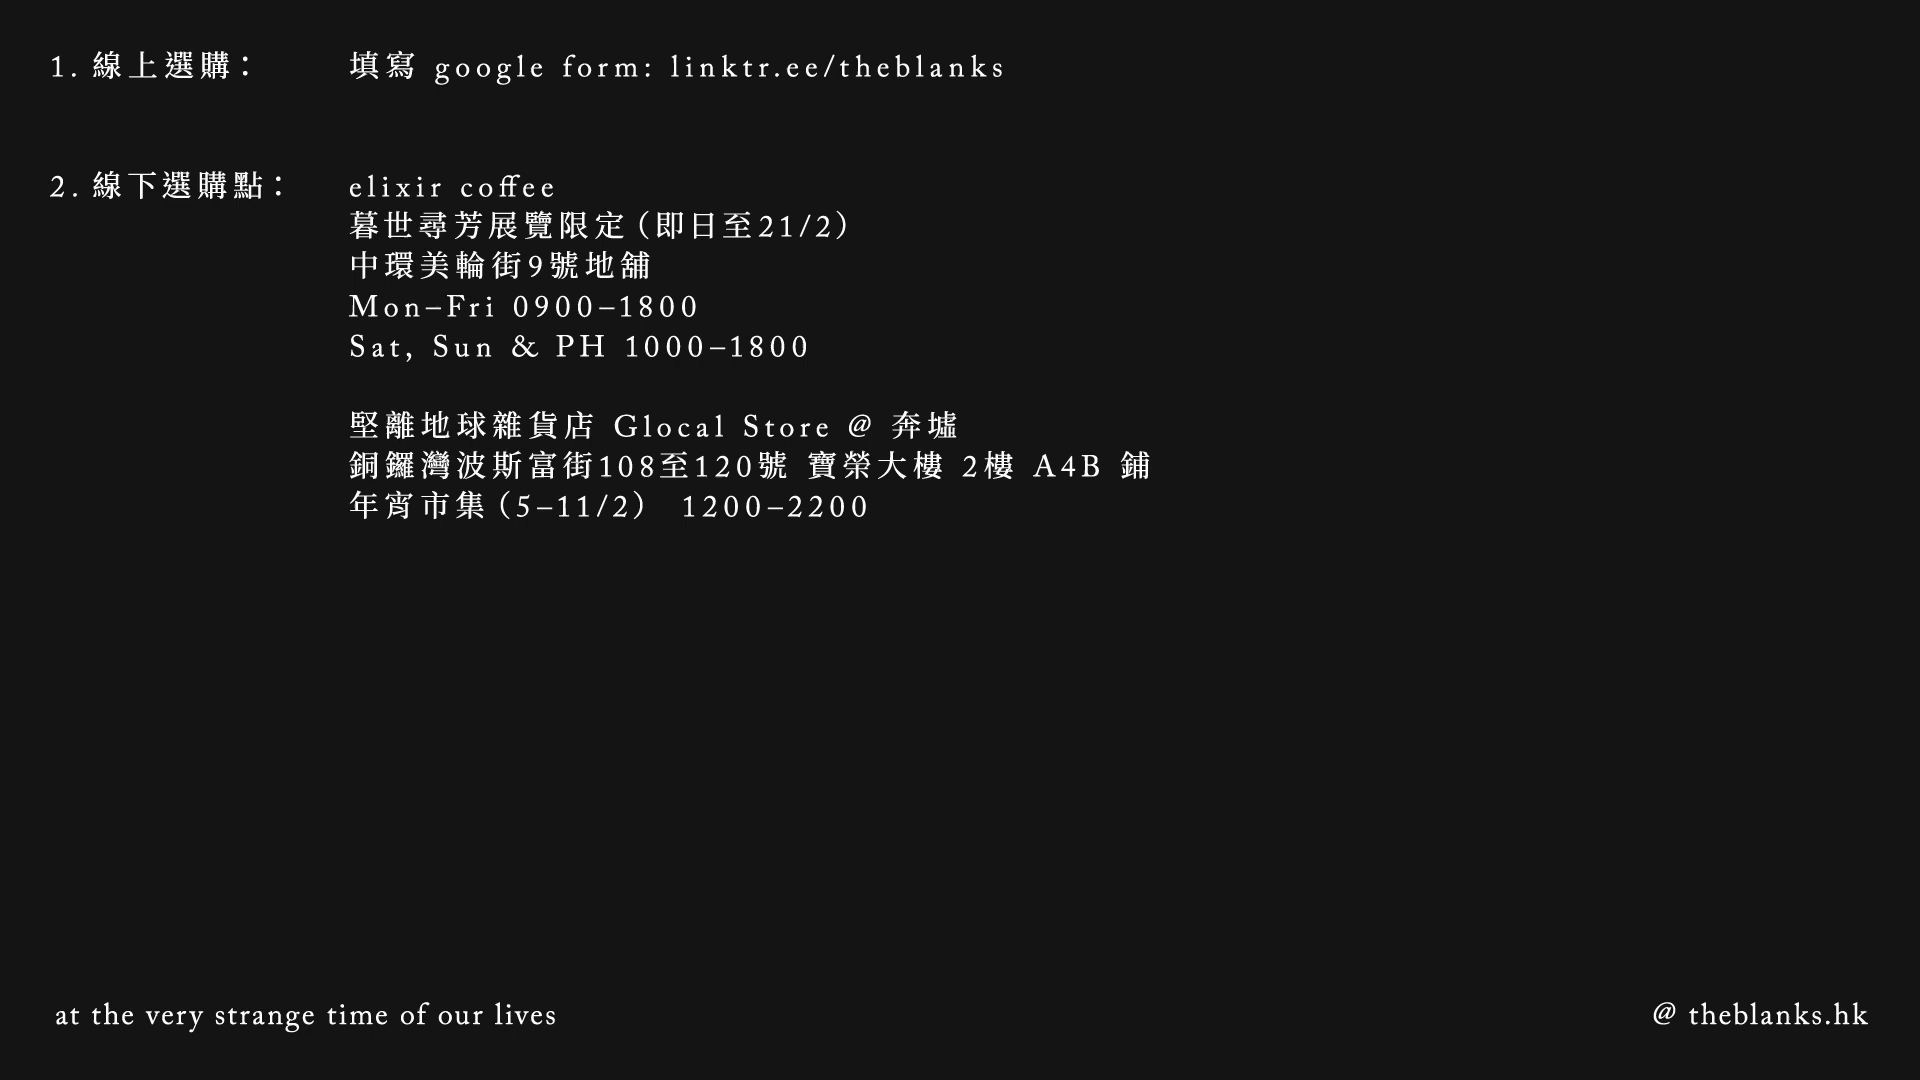 1. 線上選購： 填寫 google form: linktr.ee/theblanks
2. 線下選購點： elixir coffee
暮世尋芳展覽限定（即日至21/2）
中環美輪街9號地舖
Mon–Fri 0900–1800
Sat, Sun & PH 1000–1800
堅離地球雜貨店 Glocal Store @ 奔墟
銅鑼灣波斯富街108至120號 寶榮大樓 2樓 A4B 鋪
年宵市集（5–11/2） 1200–2200
at the very strange time of our lives
@ theblanks.hk